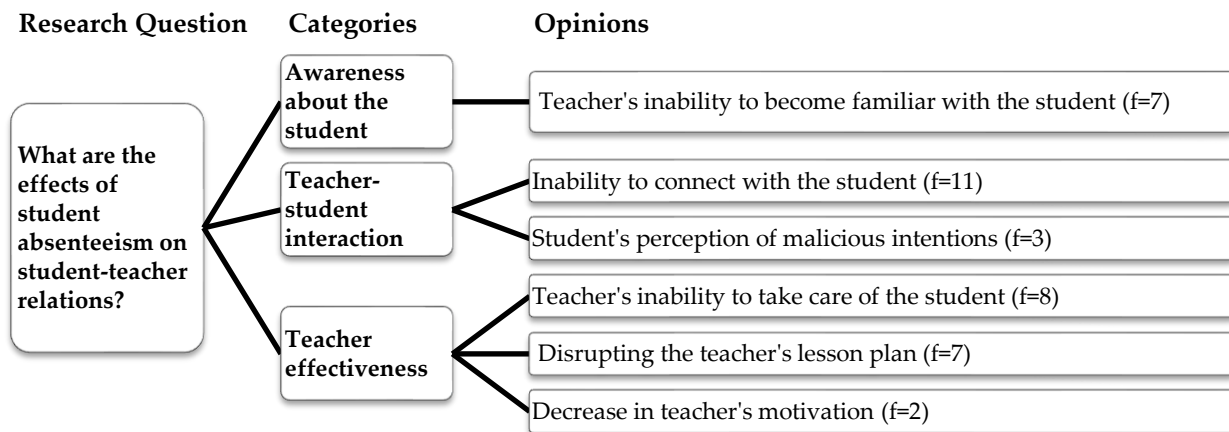 Research Question
Categories
Opinions
What are the
effects of
student
absenteeism on
student-teacher
relations?
Awareness
about the
student
Teacher's inability to become familiar with the student (f=7)
Teacher-
student
interaction
Inability to connect with the student (f=11)
Student's perception of malicious intentions (f=3)
Teacher
effectiveness
Teacher's inability to take care of the student (f=8)
Disrupting the teacher's lesson plan (f=7)
Decrease in teacher's motivation (f=2)